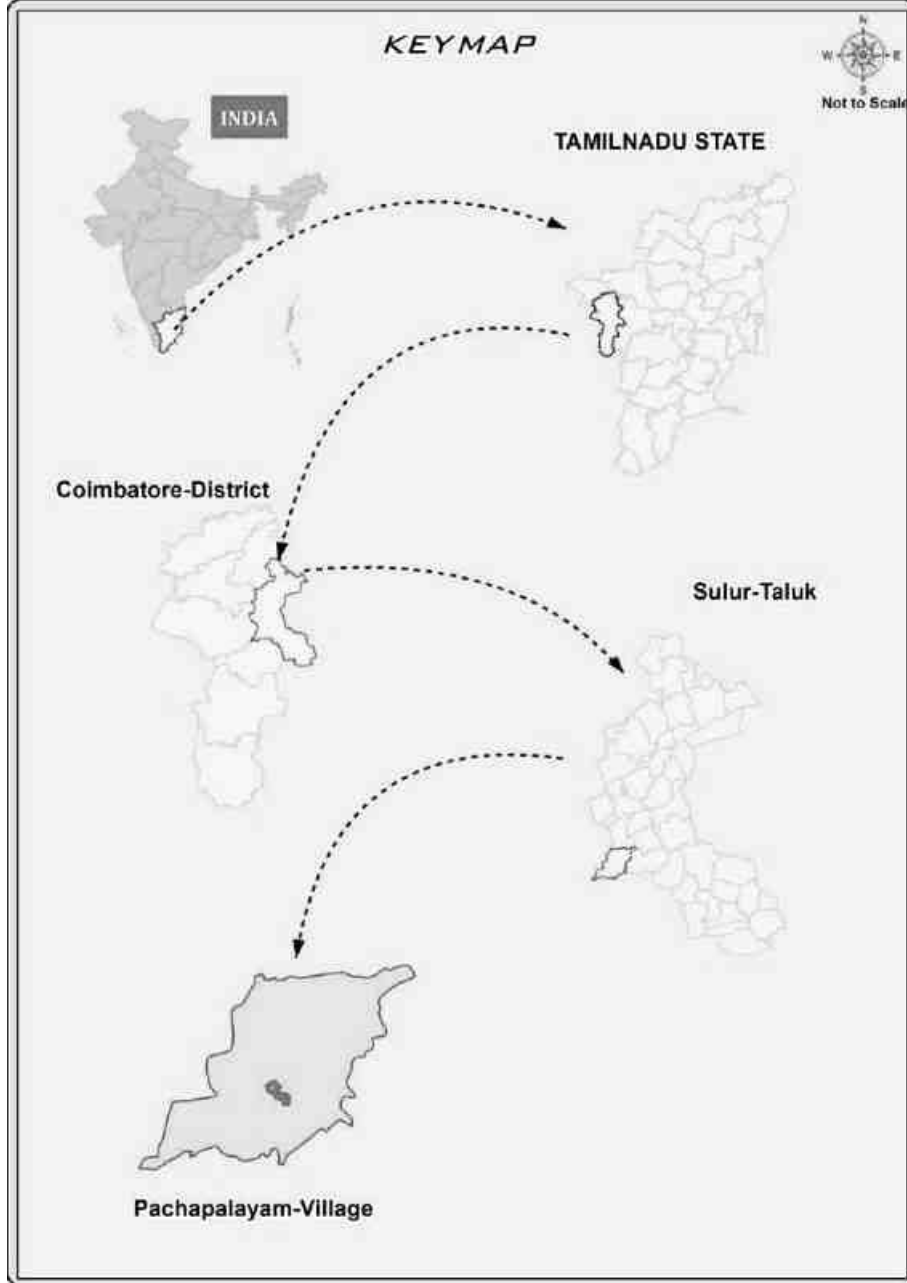 KEYMAP
N
W E
S
Not to Scale
INDIA
TAMILNADU STATE
Coimbatore-District
Sulur-Taluk
Pachapalayam-Village